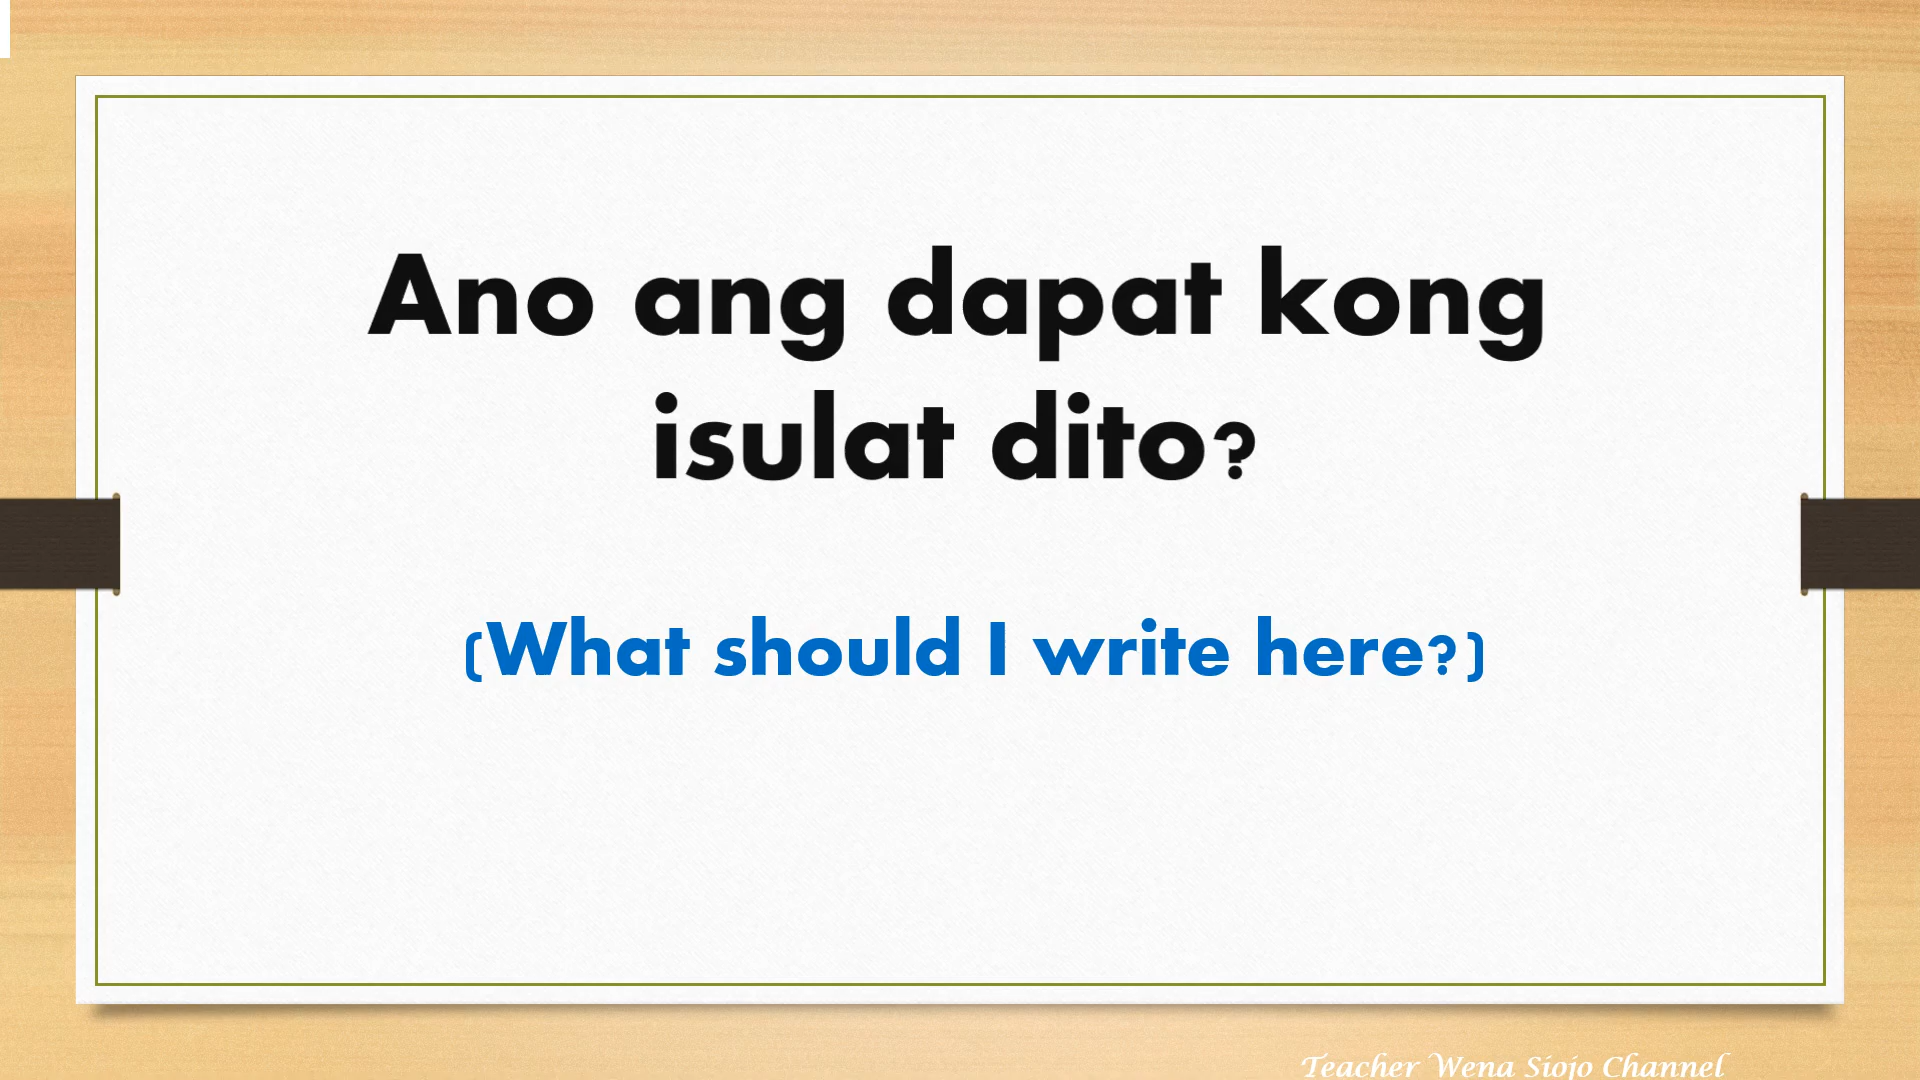 Ano ang dapat kong
isulat dito?
(What should I write here?)
Teacher Wena Siojo Channel